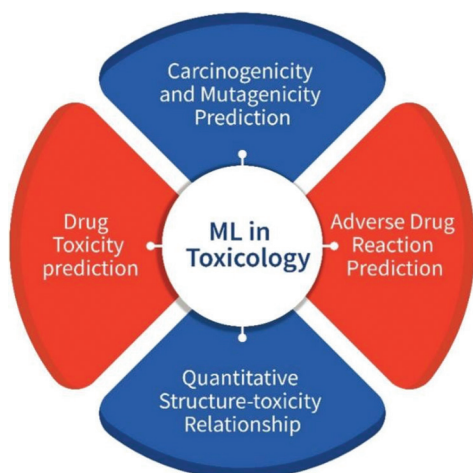 Carcinogenicity
and Mutagenicity
Prediction
Drug
Toxicity
prediction
ML in
Toxicology
Adverse Drug
Reaction
Prediction
Quantitative
Structure-toxicity
Relationship